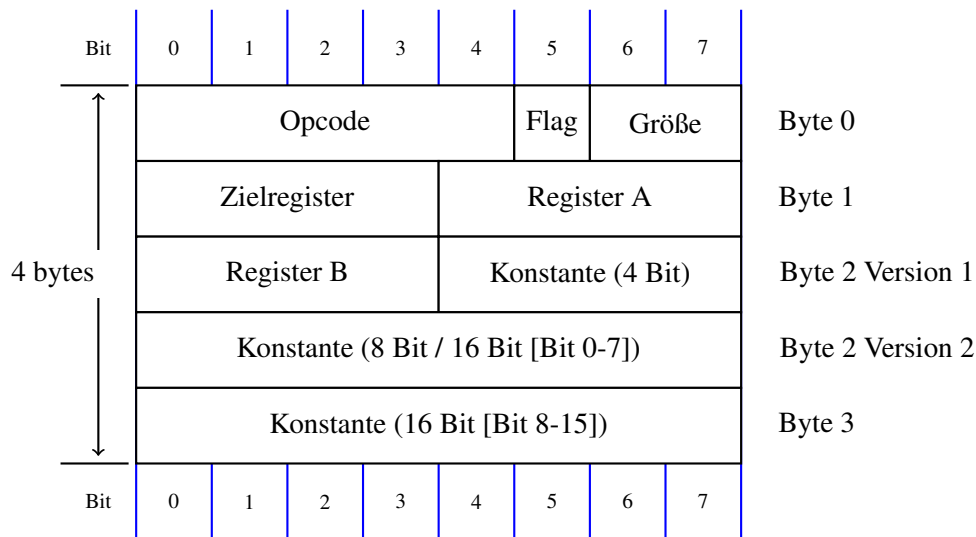 Bit 0 1 2 3 4 5 6 7
Opcode Flag Größe Byte 0
Zielregister Register A Byte 1
4 bytes Register B Konstante (4 Bit) Byte 2 Version 1
Konstante (8 Bit / 16 Bit [Bit 0-7]) Byte 2 Version 2
Konstante (16 Bit [Bit 8-15]) Byte 3
Bit 0 1 2 3 4 5 6 7